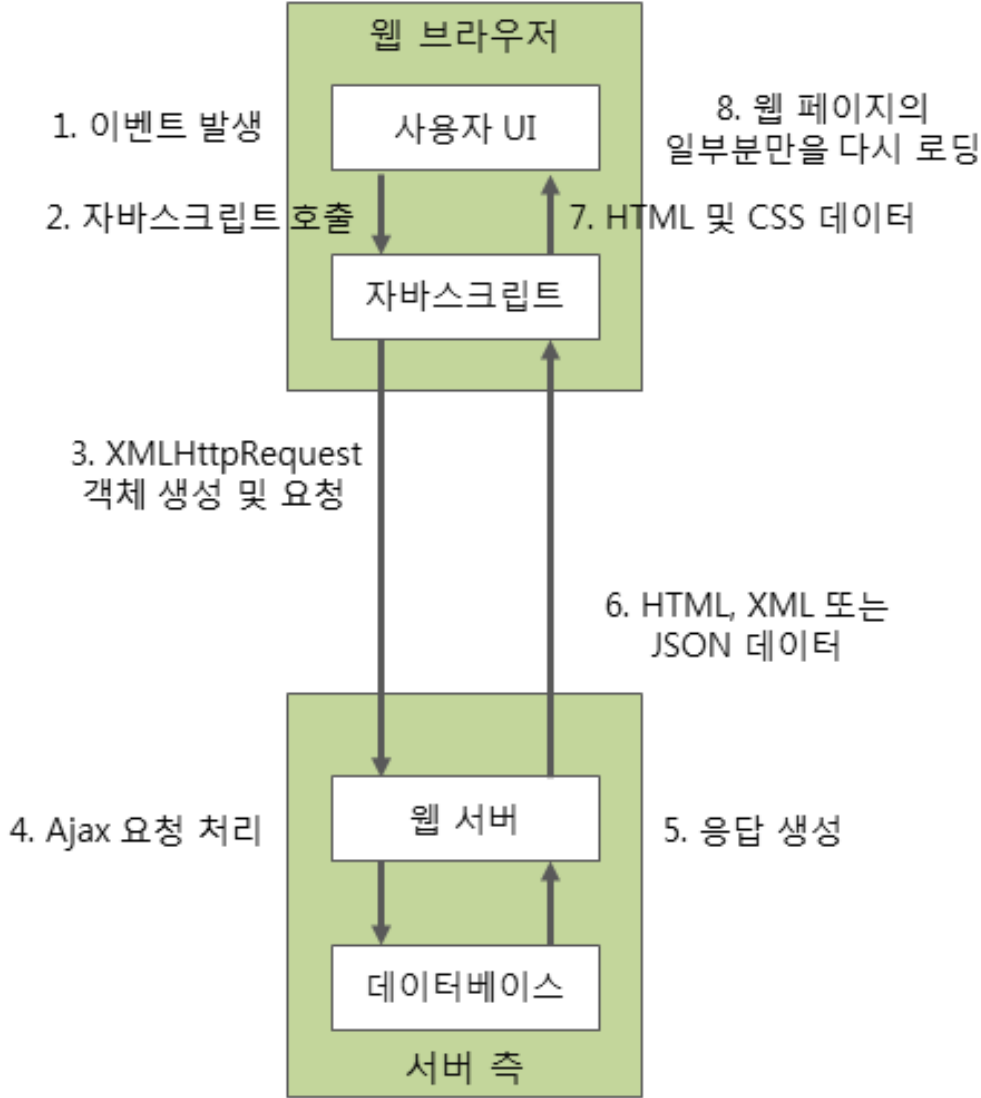 웹 브라우저
1. 이벤트 발생
사용자 UI
8. 웹 페이지의
일부분만을 다시 로딩
2. 자바스크립트 호출
7. HTML 및 CSS 데이터
자바스크립트
3. XMLHttpRequest
객체 생성 및 요청
6. HTML, XML 또는
JSON 데이터
4. Ajax 요청 처리
웹 서버
5. 응답 생성
데이터베이스
서버 측